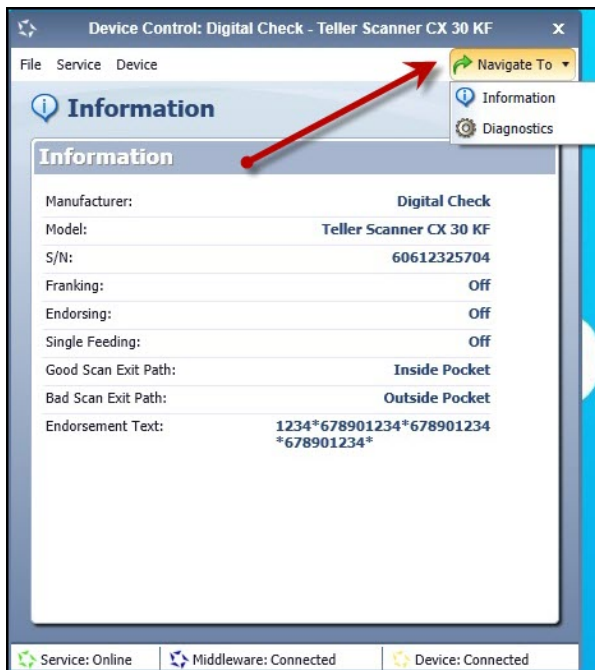 Device Control: Digital Check - Teller Scanner CX 30 KF
x
File Service Device
Navigate To
Information
Diagnostics
Information
Information
Manufacturer: Digital Check
Model: Teller Scanner CX 30 KF
S/N: 60612325704
Franking: Off
Endorsing: Off
Single Feeding: Off
Good Scan Exit Path: Inside Pocket
Bad Scan Exit Path: Outside Pocket
Endorsement Text: 1234*678901234*678901234
*678901234*
Service: Online Middleware: Connected Device: Connected